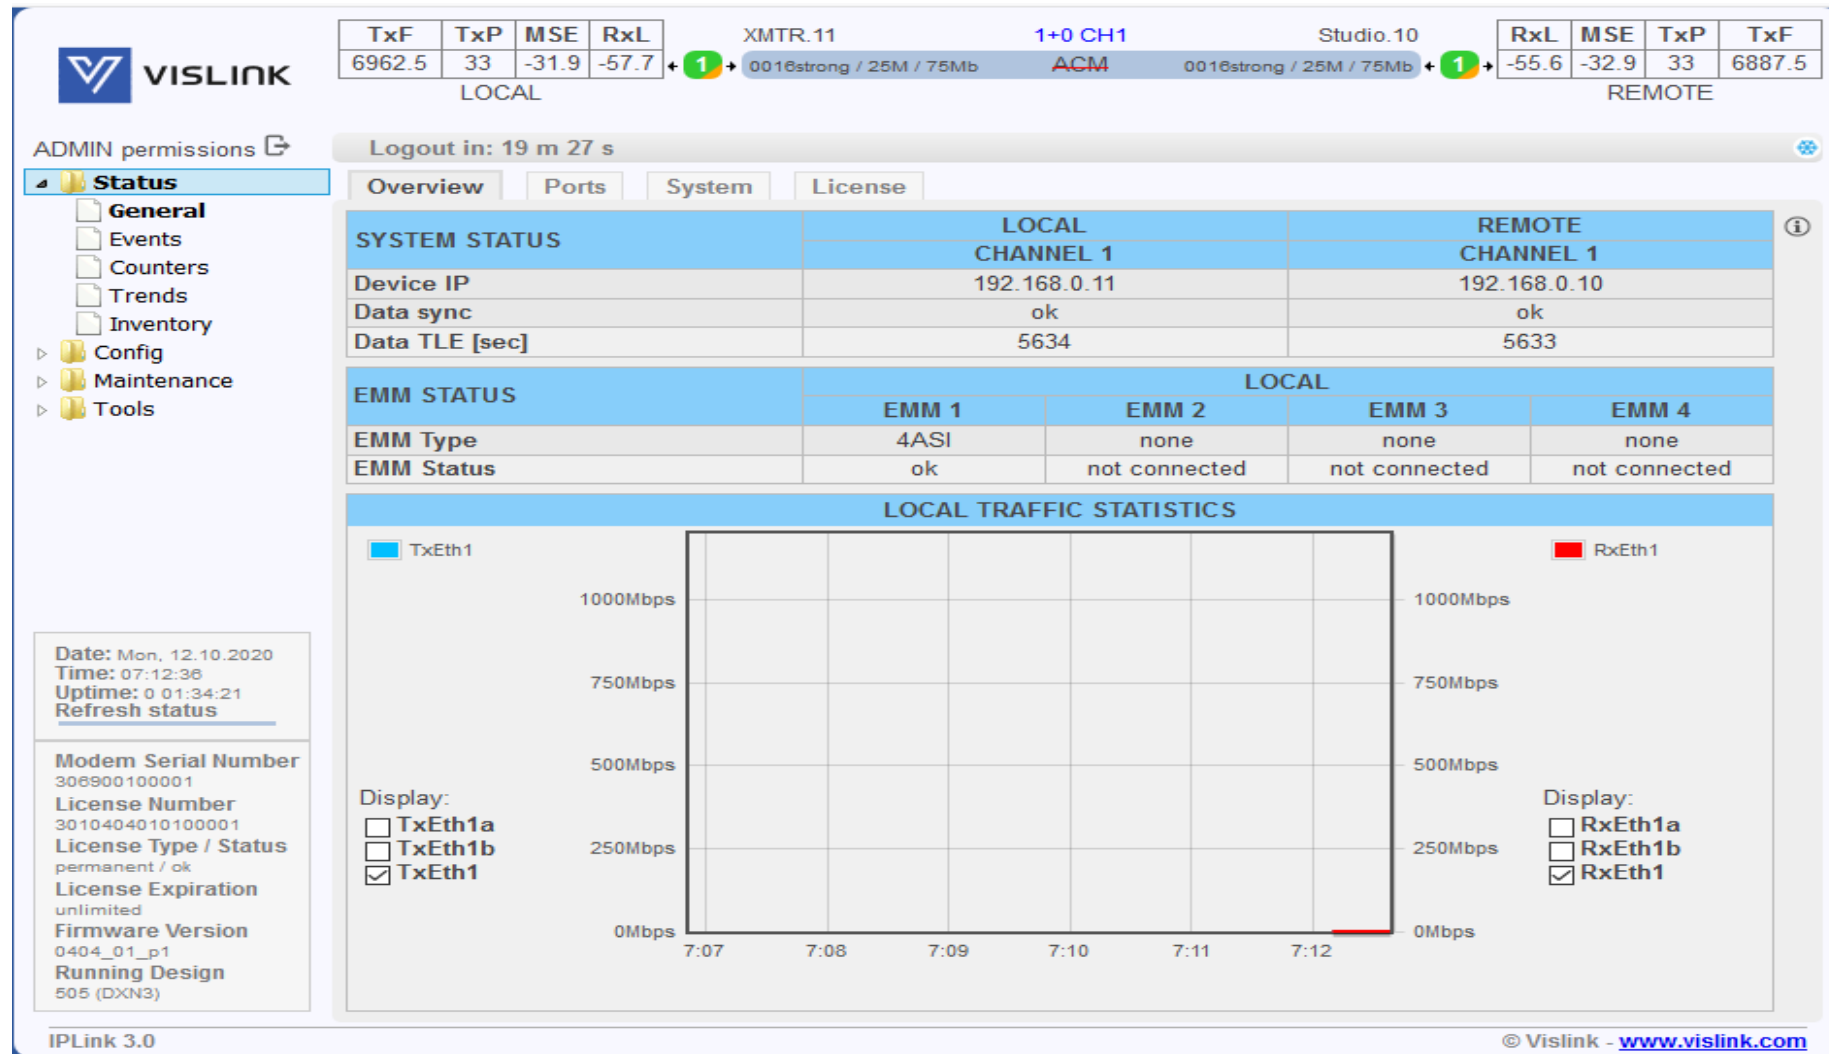 VISLINK
TxF TxP MSE RxL
6962.5 33 -31.9 -57.7
LOCAL
XMTR.11 1+0 CH1 Studio.10
1 0016strong / 25M / 75Mb ACM 0016strong / 25M / 75Mb 1
RxL MSE TxP TxF
-55.6 -32.9 33 6887.5
REMOTE
ADMIN permissions
Logout in: 19 m 27 s
Status
General
Events
Counters
Trends
Inventory
Config
Maintenance
Tools
Overview Ports System License
SYSTEM STATUS LOCAL REMOTE
CHANNEL 1 CHANNEL 1
Device IP 192.168.0.11 192.168.0.10
Data sync ok ok
Data TLE [sec] 5634 5633
EMM STATUS LOCAL
EMM 1 EMM 2 EMM 3 EMM 4
EMM Type 4ASI none none none
EMM Status ok not connected not connected not connected
LOCAL TRAFFIC STATISTICS
TxEth1 RxEth1
1000Mbps 1000Mbps
750Mbps 750Mbps
500Mbps 500Mbps
250Mbps 250Mbps
0Mbps 0Mbps
7:07 7:08 7:09 7:10 7:11 7:12
Display:
TxEth1a
TxEth1b
TxEth1
Display:
RxEth1a
RxEth1b
RxEth1
Date: Mon, 12.10.2020
Time: 07:12:36
Uptime: 0 01:34:21
Refresh status
Modem Serial Number
306900100001
License Number
3010404010100001
License Type / Status
permanent / ok
License Expiration
unlimited
Firmware Version
0404_01_p1
Running Design
505 (DXN3)
IPLink 3.0
© Vislink - www.vislink.com